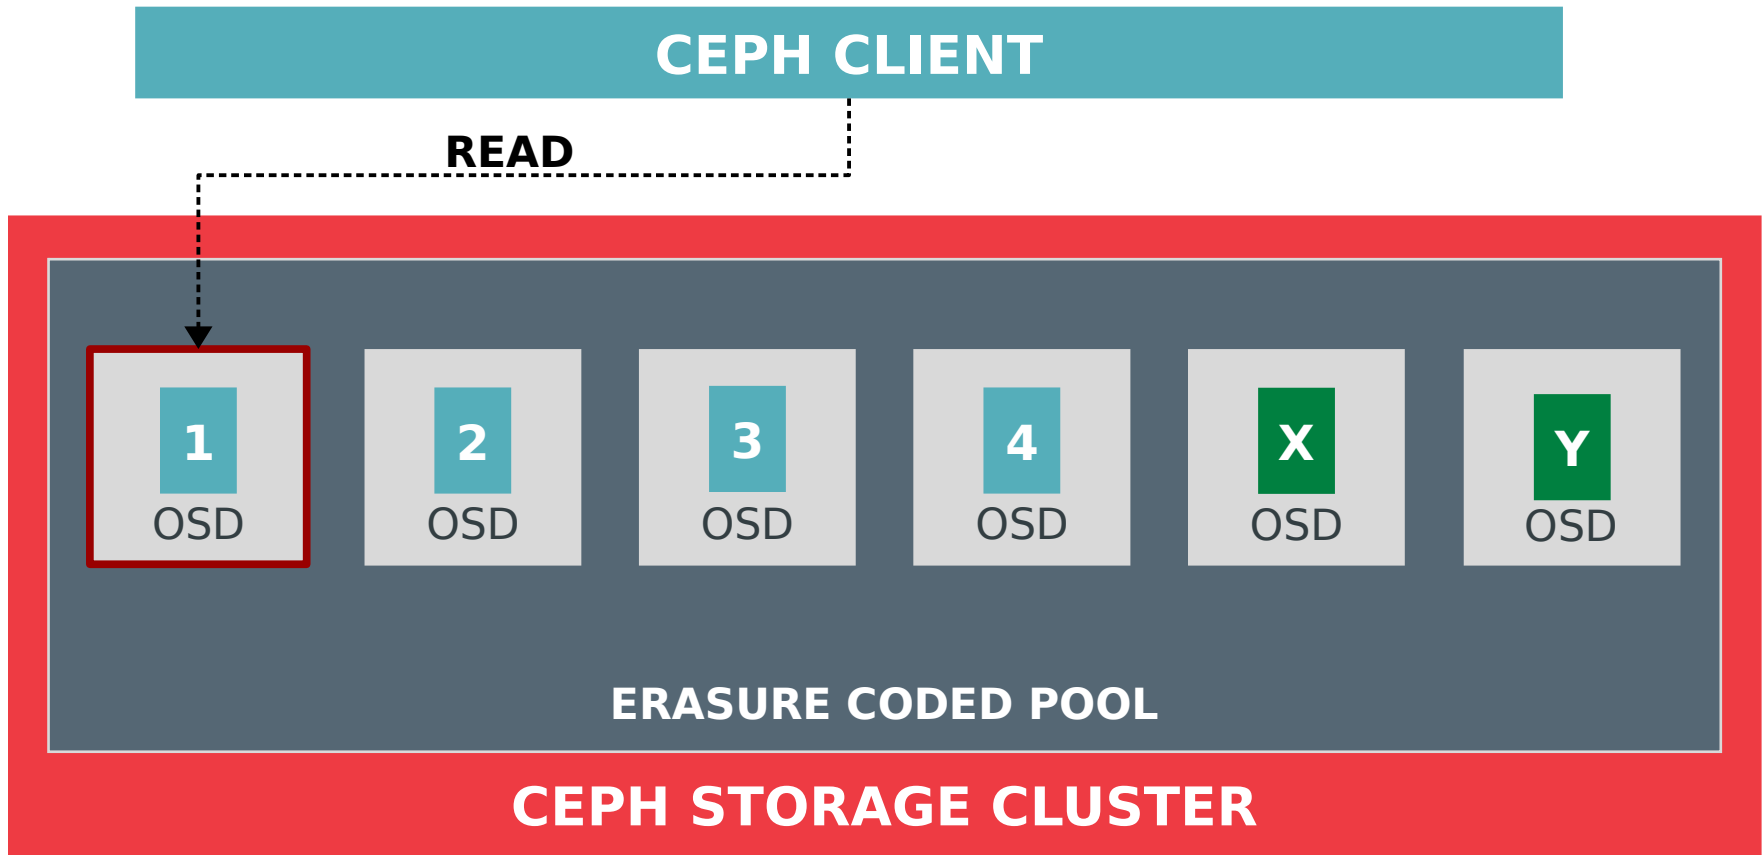 CEPH CLIENT
READ
1 2 3 4 X Y
OSD OSD OSD OSD OSD OSD
ERASURE CODED POOL
CEPH STORAGE CLUSTER